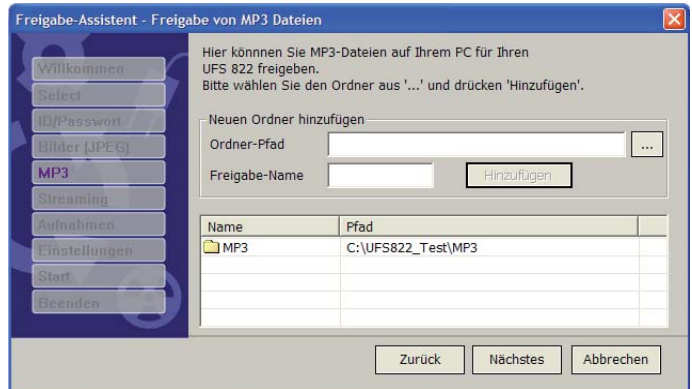 Freigabe-Assistent - Freigabe von MP3 Dateien
Willkommen
Select
ID/Passwort
Bilder [JPEG]
MP3
Streaming
Aufnahmen
Einstellungen
Start
Beenden
Hier könnnen Sie MP3-Dateien auf Ihrem PC für Ihren
UFS 822 freigeben.
Bitte wählen Sie den Ordner aus '...' und drücken 'Hinzufügen'.
Neuen Ordner hinzufügen
Ordner-Pfad
...
Freigabe-Name
Hinzufügen
Name Pfad
MP3 C:\UFS822_Test\MP3
Zurück Nächstes Abbrechen